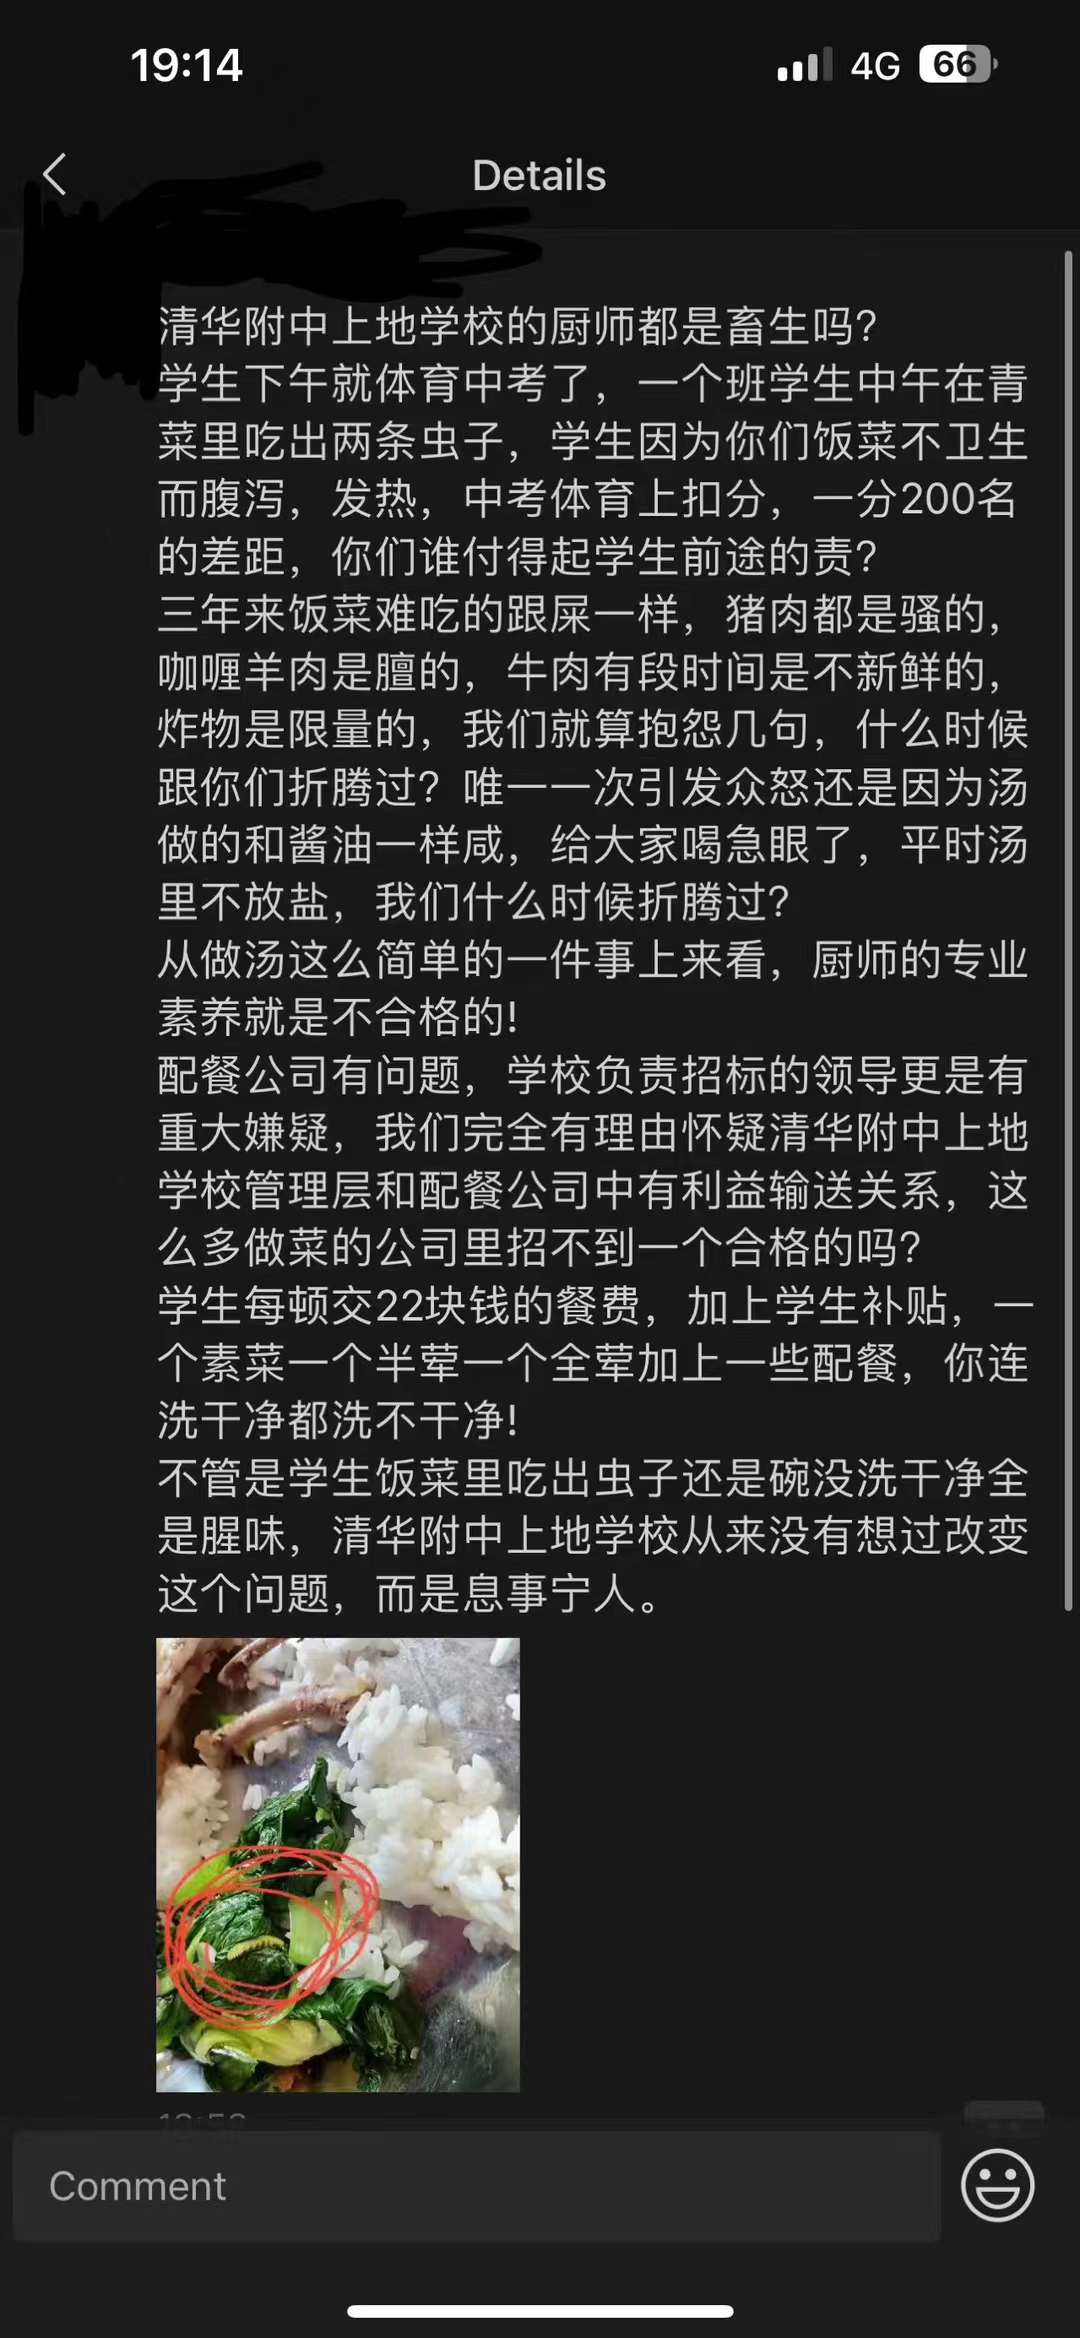 19:14
4G 66
Details
清华附中上地学校的厨师都是畜生吗?
学生下午就体育中考了，一个班学生中午在青
菜里吃出两条虫子，学生因为你们饭菜不卫生
而腹泻，发热，中考体育上扣分，一分200名
的差距，你们谁付得起学生前途的责?
三年来饭菜难吃的跟屎一样，猪肉都是骚的，
咖喱羊肉是膻的，牛肉有段时间是不新鲜的，
炸物是限量的，我们就算抱怨几句，什么时候
跟你们折腾过? 唯一一次引发众怒还是因为汤
做的和酱油一样咸，给大家喝急眼了，平时汤
里不放盐，我们什么时候折腾过?
从做汤这么简单的一件事上来看，厨师的专业
素养就是不合格的!
配餐公司有问题，学校负责招标的领导更是有
重大嫌疑，我们完全有理由怀疑清华附中上地
学校管理层和配餐公司中有利益输送关系，这
么多做菜的公司里招不到一个合格的吗?
学生每顿交22块钱的餐费，加上学生补贴，一
个素菜一个半荤一个全荤加上一些配餐，你连
洗干净都洗不干净!
不管是学生饭菜里吃出虫子还是碗没洗干净全
是腥味，清华附中上地学校从来没有想过改变
这个问题，而是息事宁人。
Comment